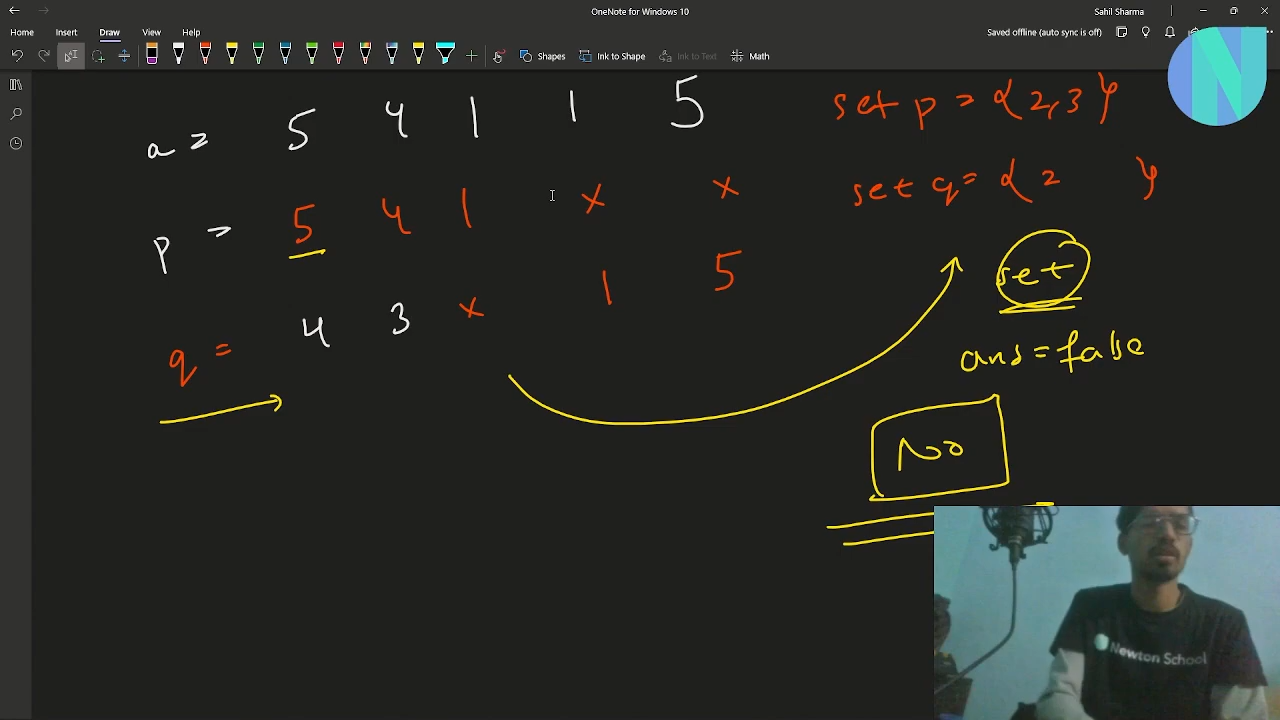 OneNote for Windows 10
Sahil Sharma
Home Insert Draw View Help
Saved offline (auto sync is off)
Shapes Ink to Shape Ink to Text Math
a = 5 4 1 1 5
set p = { 2, 3 }
p = 5 4 1 x x
set q = { 2 }
q = 4 3 x 1 5
set
ans = false
No
Newton School